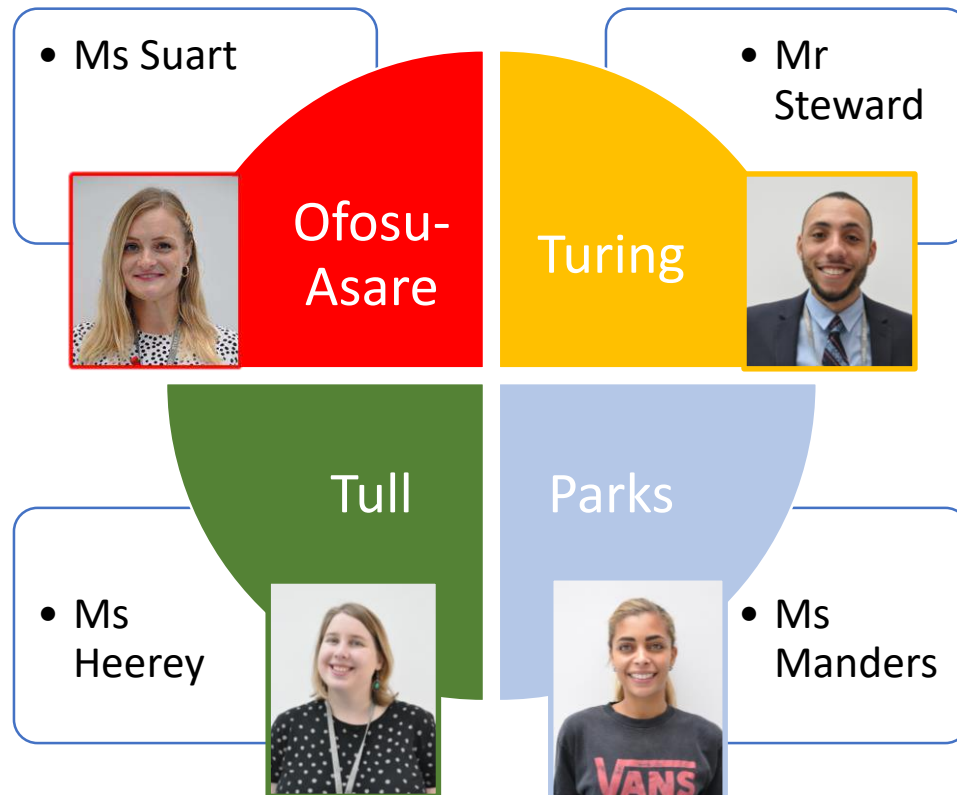 • Ms Suart
• Mr
Steward
Ofosu-
Asare
Turing
Tull
Parks
• Ms
Heerey
• Ms
Manders
VANS